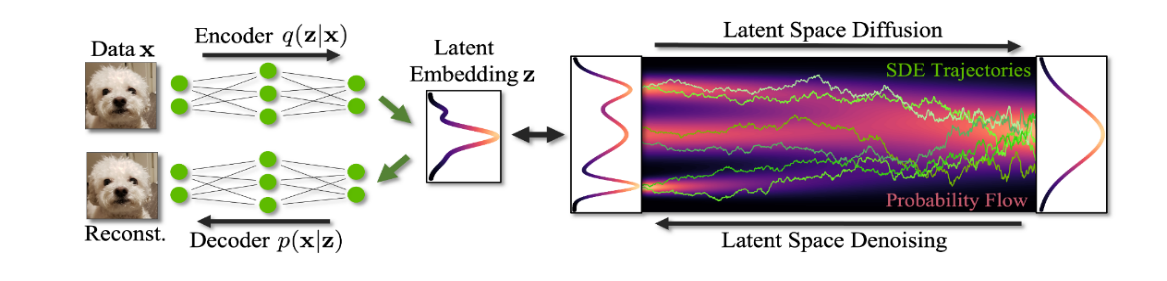 Data x
Encoder q(z|x)
Latent
Embedding z
Reconst.
Decoder p(x|z)
Latent Space Diffusion
SDE Trajectories
Probability Flow
Latent Space Denoising